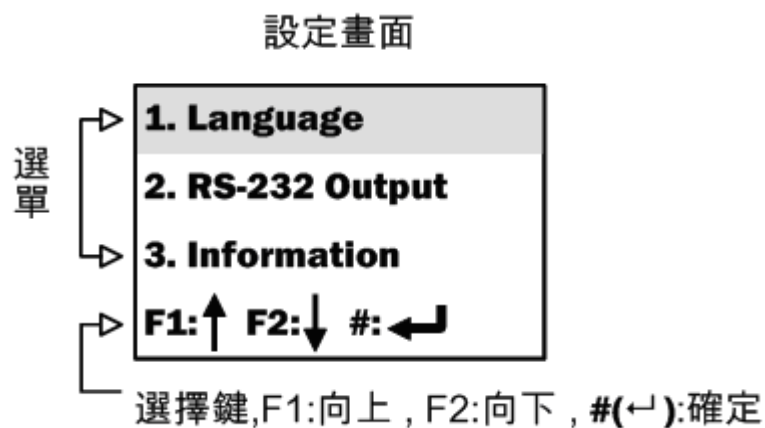 設定畫面
選單
1. Language
2. RS-232 Output
3. Information
F1:↑ F2:↓ #:↵
選擇鍵,F1:向上 , F2:向下 , #(↵):確定